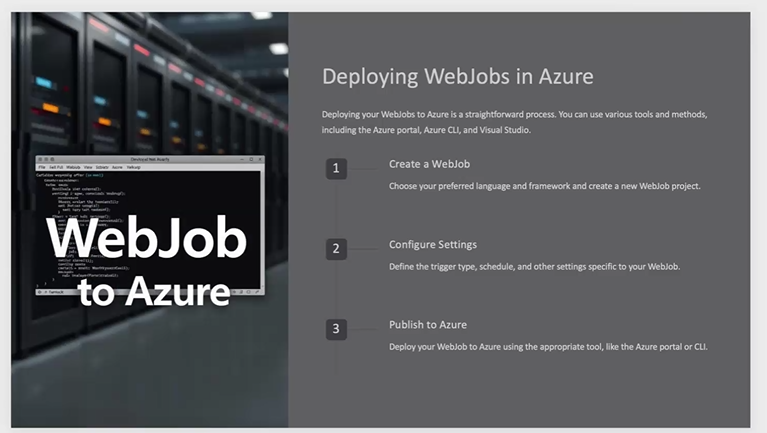 WebJob
to Azure
Deploying WebJobs in Azure
Deploying your WebJobs to Azure is a straightforward process. You can use various tools and methods,
including the Azure portal, Azure CLI, and Visual Studio.
1
Create a WebJob
Choose your preferred language and framework and create a new WebJob project.
2
Configure Settings
Define the trigger type, schedule, and other settings specific to your WebJob.
3
Publish to Azure
Deploy your WebJob to Azure using the appropriate tool, like the Azure portal or CLI.